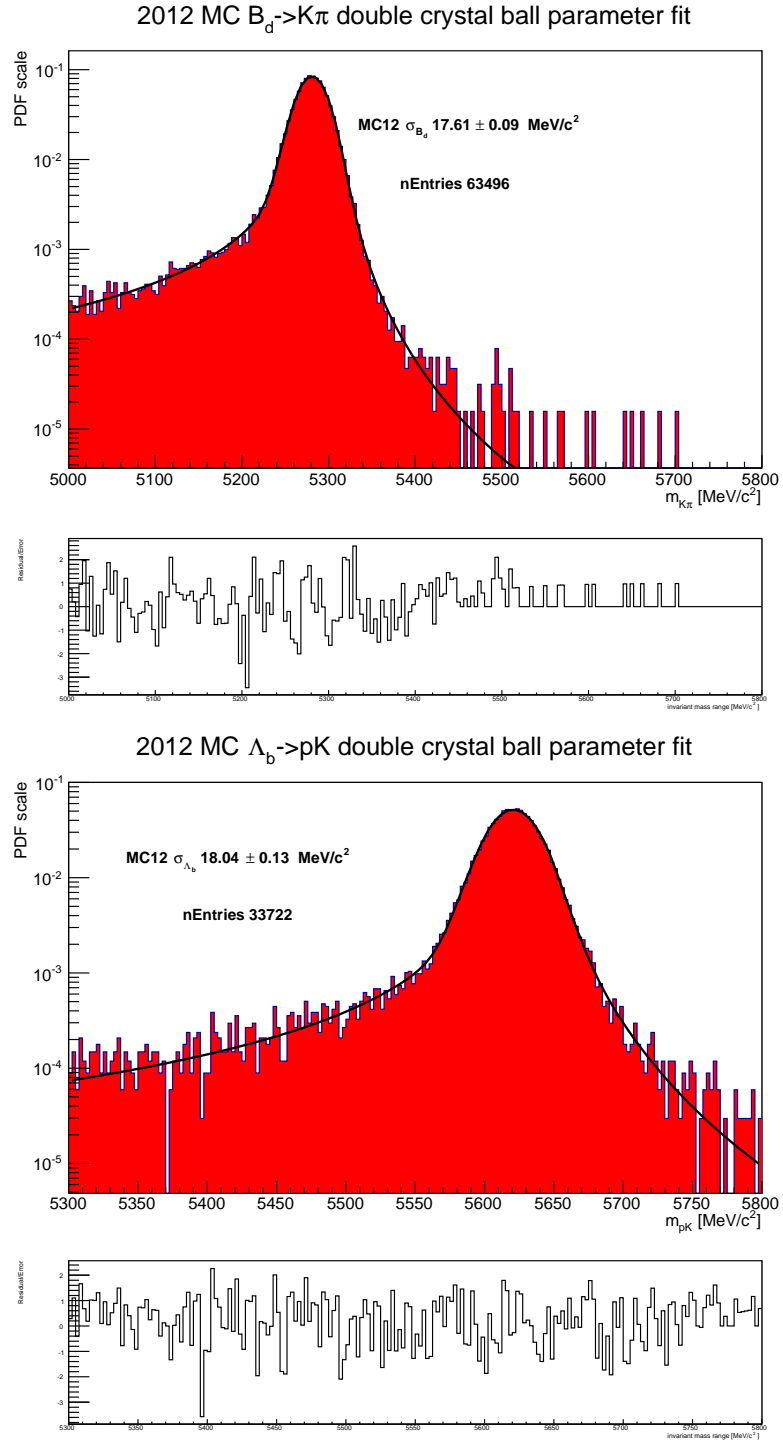 2012 MC B_d->Kπ double crystal ball parameter fit
PDF scale
10^-1
10^-2
10^-3
10^-4
10^-5
MC12 σ_B_d 17.61 ± 0.09 MeV/c^2
nEntries 63496
5000 5100 5200 5300 5400 5500 5600 5700 5800
m_Kπ [MeV/c^2]
Residual/Error
2
1
0
-1
-2
-3
5000 5100 5200 5300 5400 5500 5600 5700 5800
invariant mass range [MeV/c^2]
2012 MC Λ_b->pK double crystal ball parameter fit
PDF scale
10^-1
10^-2
10^-3
10^-4
10^-5
MC12 σ_Λ_b 18.04 ± 0.13 MeV/c^2
nEntries 33722
5300 5350 5400 5450 5500 5550 5600 5650 5700 5750 5800
m_pK [MeV/c^2]
Residual/Error
2
1
0
-1
-2
-3
5300 5350 5400 5450 5500 5550 5600 5650 5700 5750 5800
invariant mass range [MeV/c^2]